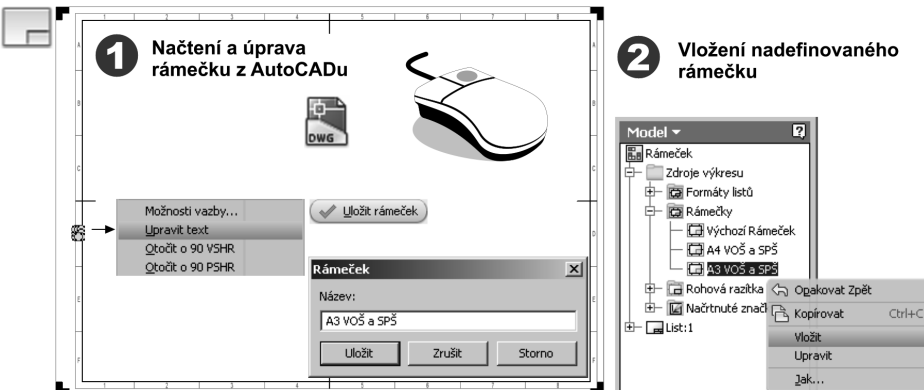 1 Načtení a úprava
rámečku z AutoCADu
DWG
Možnosti vazby...
Upravit text
Otočit o 90 VSHR
Otočit o 90 PSHR
Uložit rámeček
Rámeček
Název:
A3 VOŠ a SPŠ
Uložit Zrušit Storno
2 Vložení nadefinovaného
rámečku
Model
Rámeček
Zdroje výkresu
Formáty listů
Rámečky
Výchozí Rámeček
A4 VOŠ a SPŠ
A3 VOŠ a SPŠ
Rohová razítka
Načrtnuté znač
List:1
Opakovat Zpět
Kopírovat Ctrl+C
Vložit
Upravit
Jak...